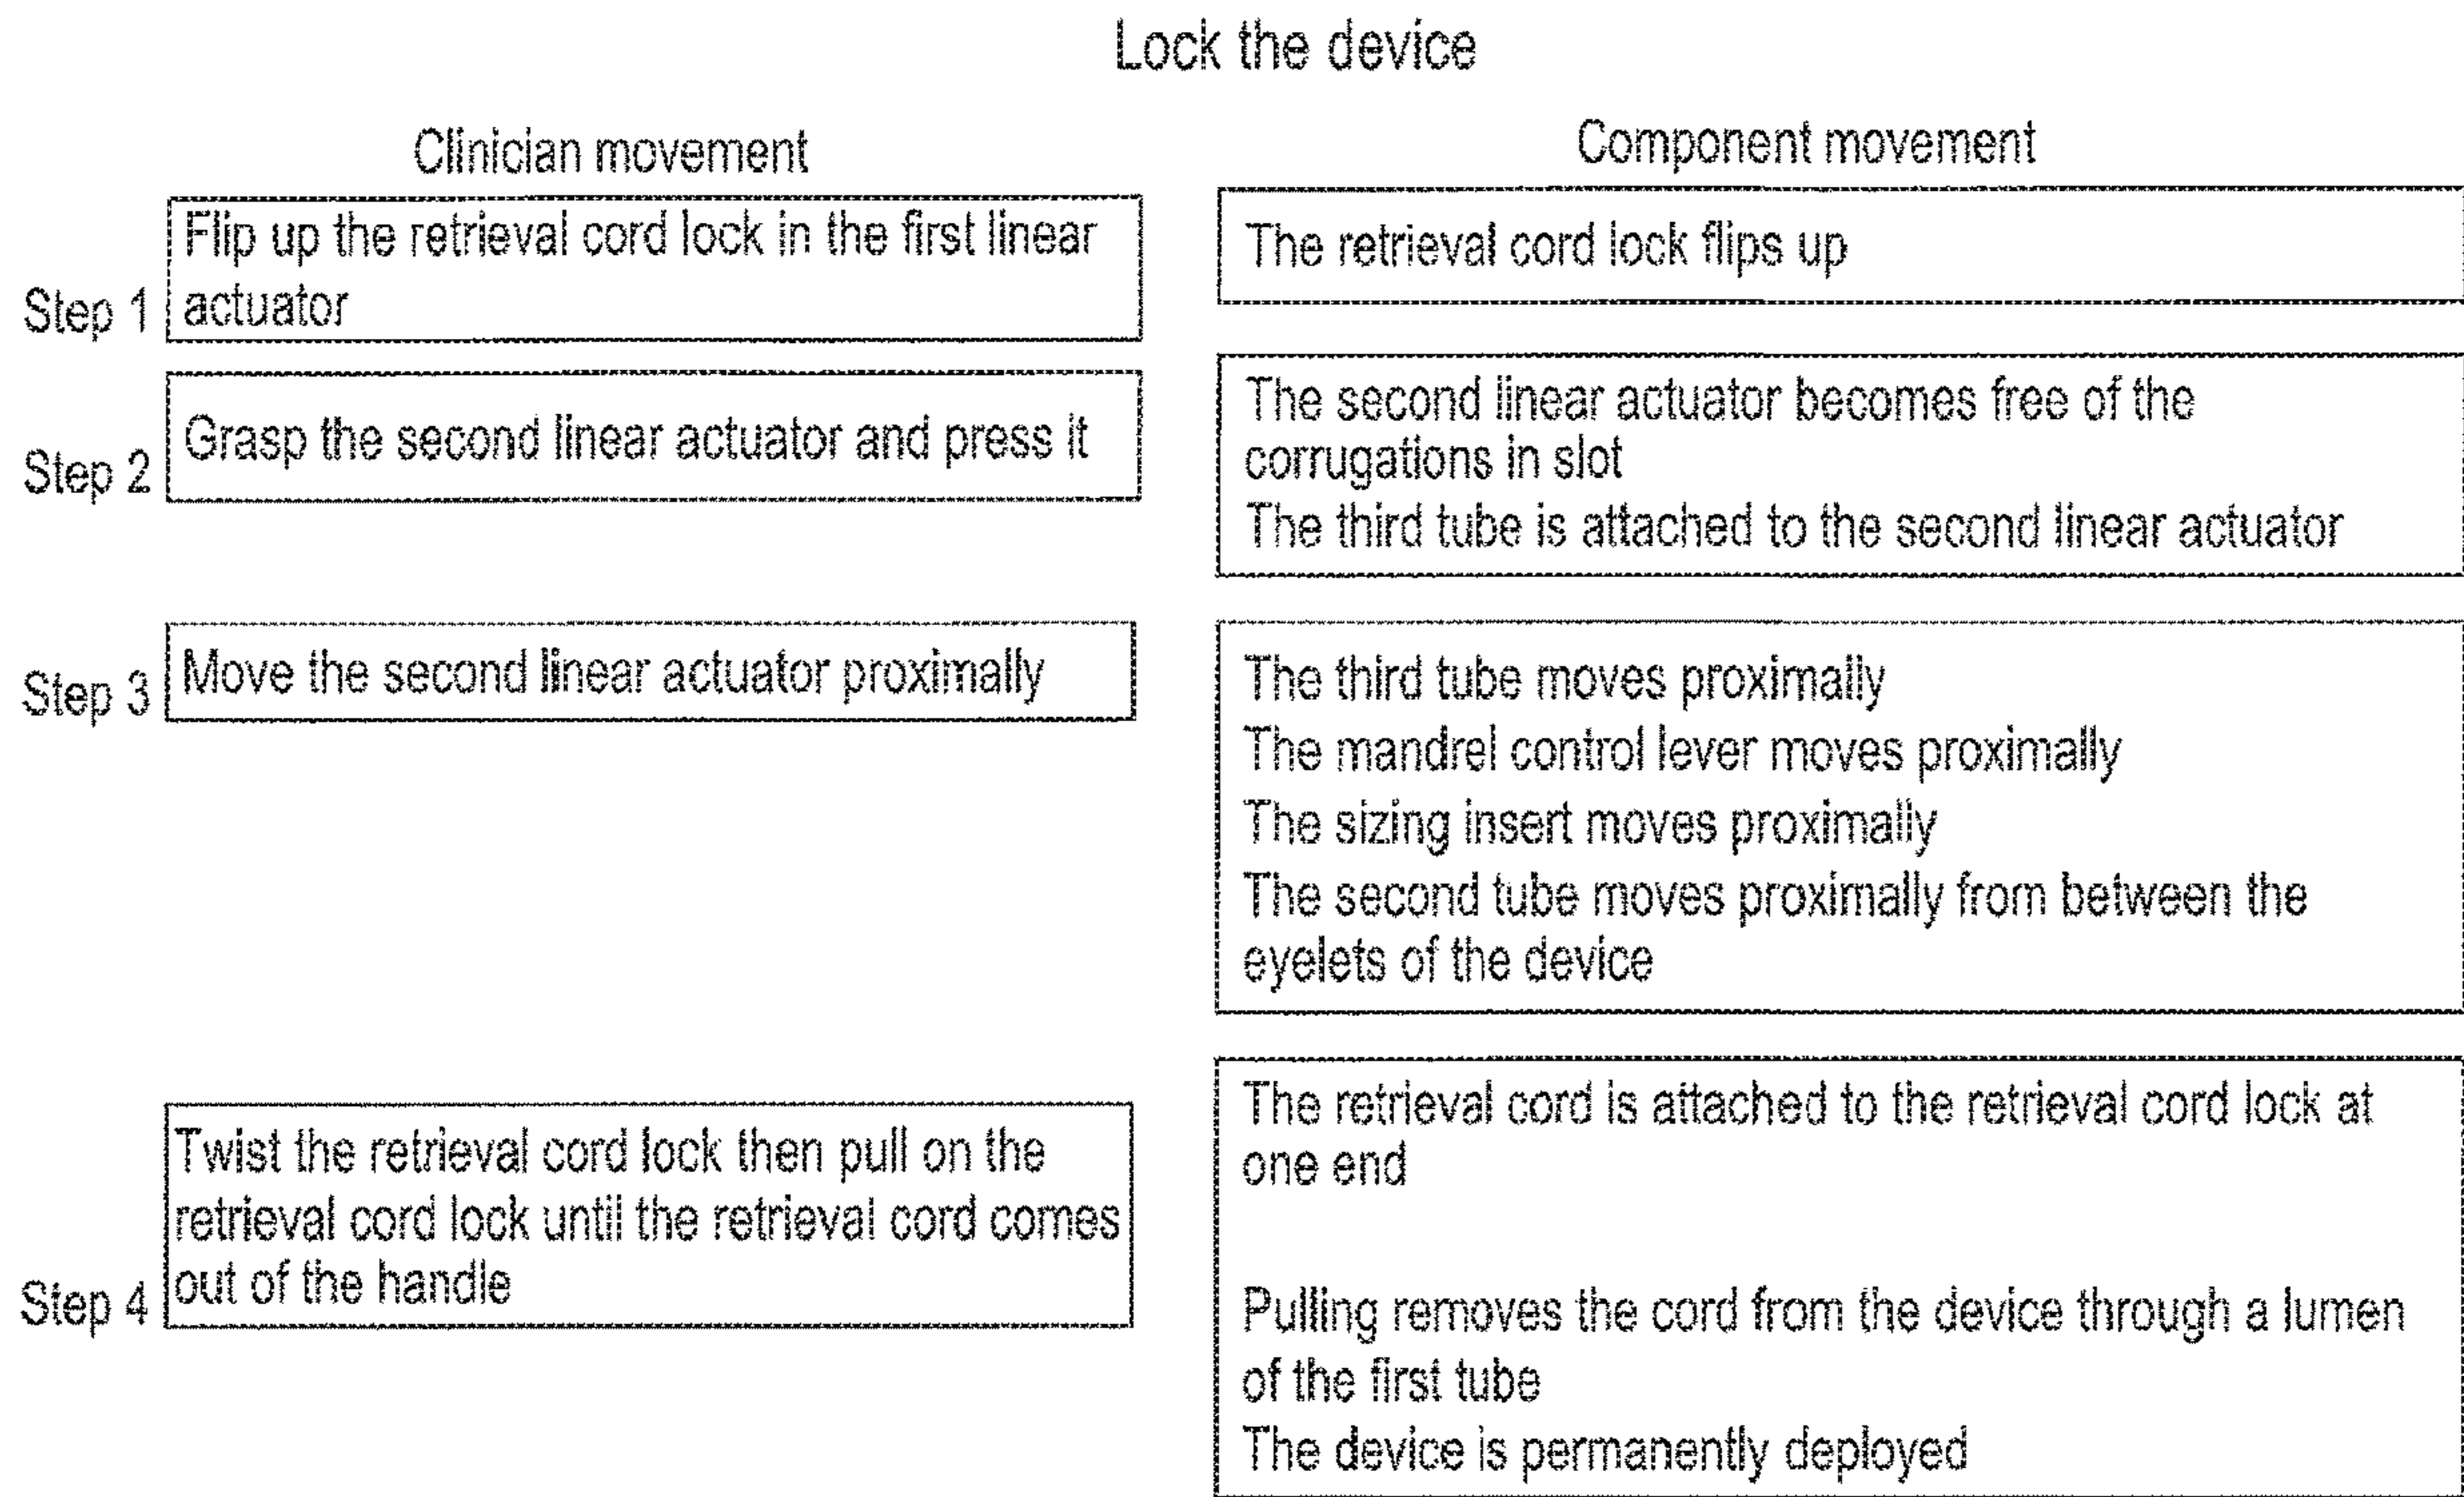 Lock the device
Clinician movement
Component movement
Step 1
Flip up the retrieval cord lock in the first linear
actuator
The retrieval cord lock flips up
Step 2
Grasp the second linear actuator and press it
The second linear actuator becomes free of the
corrugations in slot
The third tube is attached to the second linear actuator
Step 3
Move the second linear actuator proximally
The third tube moves proximally
The mandrel control lever moves proximally
The sizing insert moves proximally
The second tube moves proximally from between the
eyelets of the device
Step 4
Twist the retrieval cord lock then pull on the
retrieval cord lock until the retrieval cord comes
out of the handle
The retrieval cord is attached to the retrieval cord lock at
one end
Pulling removes the cord from the device through a lumen
of the first tube
The device is permanently deployed